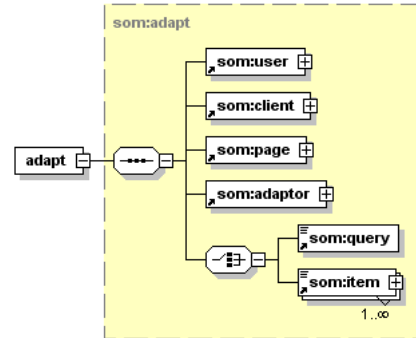 som:adapt
som:user
som:client
som:page
adapt
som:adaptor
som:query
som:item
1..∞